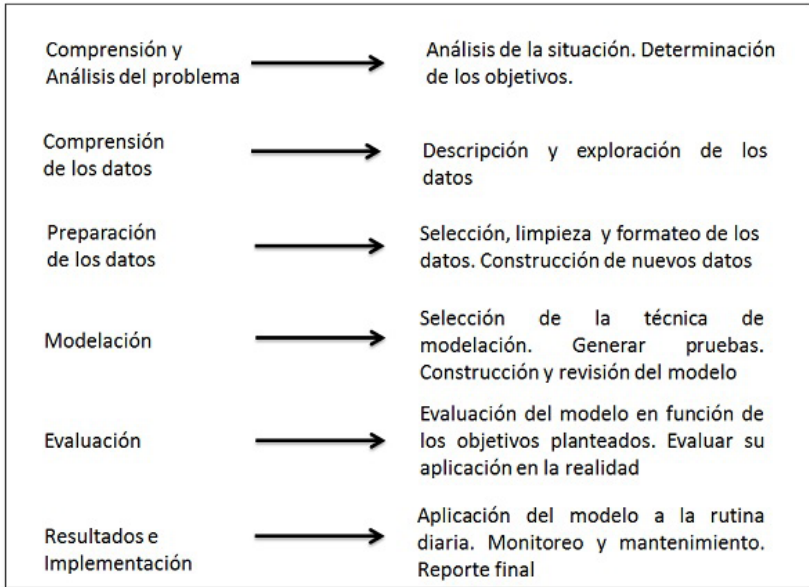 Comprensión y
Análisis del problema
Análisis de la situación. Determinación
de los objetivos.
Comprensión
de los datos
Descripción y exploración de los
datos
Preparación
de los datos
Selección, limpieza y formateo de los
datos. Construcción de nuevos datos
Modelación
Selección de la técnica de
modelación. Generar pruebas.
Construcción y revisión del modelo
Evaluación
Evaluación del modelo en función de
los objetivos planteados. Evaluar su
aplicación en la realidad
Resultados e
Implementación
Aplicación del modelo a la rutina
diaria. Monitoreo y mantenimiento.
Reporte final